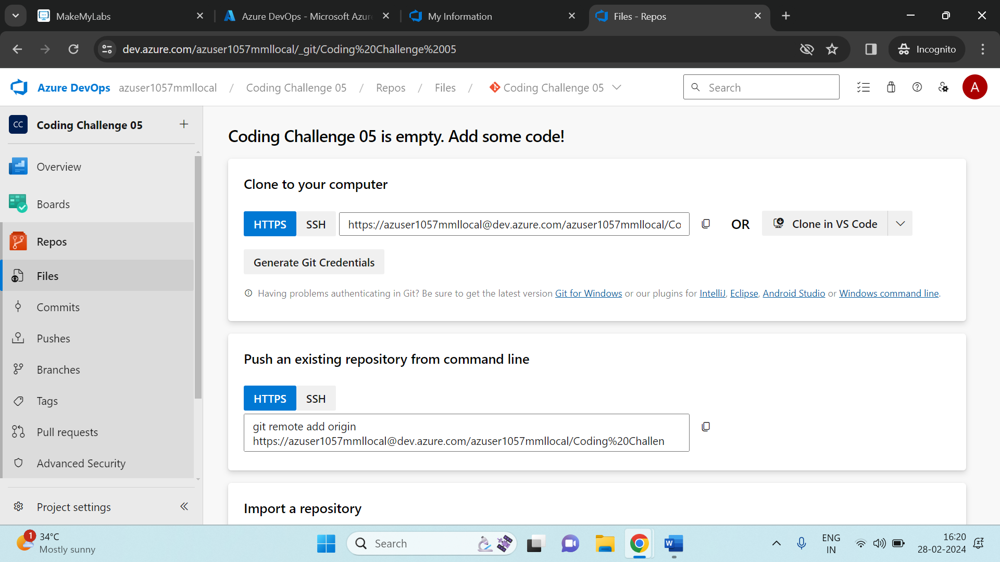 MakeMyLabs
Azure DevOps - Microsoft Azur
My Information
Files - Repos
dev.azure.com/azuser1057mmllocal/_git/Coding%20Challenge%2005
Incognito
Azure DevOps azuser1057mmllocal / Coding Challenge 05 / Repos / Files / Coding Challenge 05
Search
A
CC Coding Challenge 05
Overview
Boards
Repos
Files
Commits
Pushes
Branches
Tags
Pull requests
Advanced Security
Project settings
Coding Challenge 05 is empty. Add some code!
Clone to your computer
HTTPS SSH https://azuser1057mmllocal@dev.azure.com/azuser1057mmllocal/Co OR Clone in VS Code
Generate Git Credentials
Having problems authenticating in Git? Be sure to get the latest version Git for Windows or our plugins for IntelliJ, Eclipse, Android Studio or Windows command line.
Push an existing repository from command line
HTTPS SSH
git remote add origin
https://azuser1057mmllocal@dev.azure.com/azuser1057mmllocal/Coding%20Challen
Import a repository
1
34°C
Mostly sunny
Search
W
ENG
IN
16:20
28-02-2024